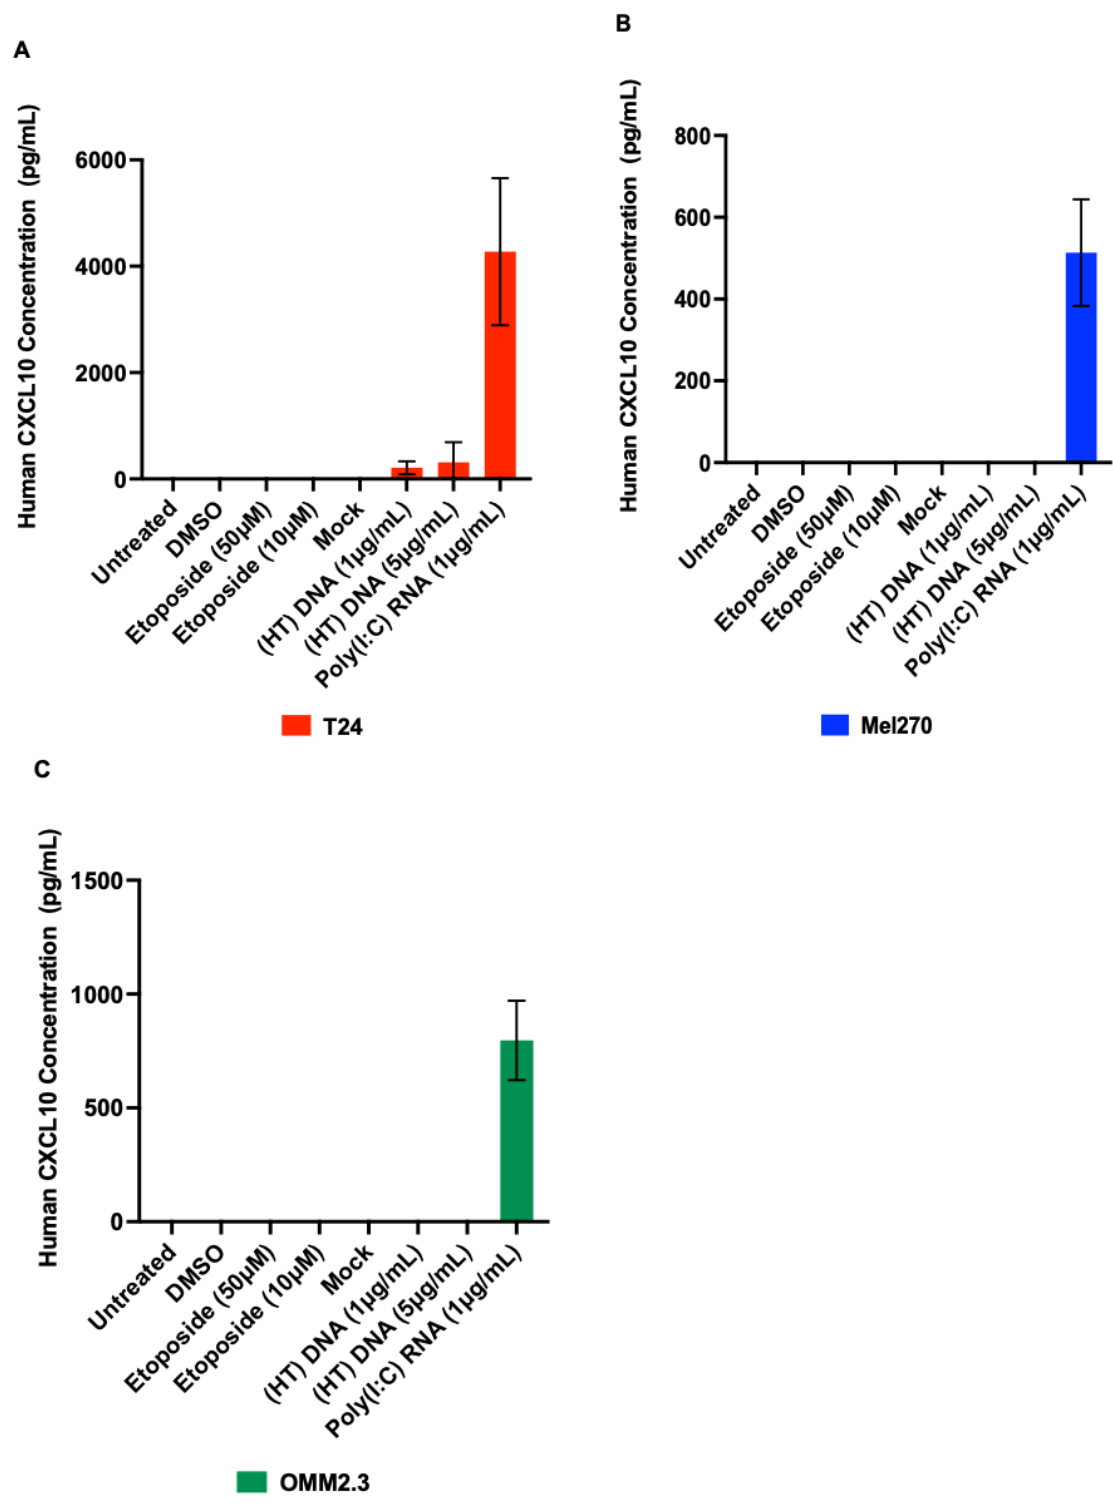 A
Human CXCL10 Concentration (pg/mL)
6000
4000
2000
0
Untreated
DMSO
Etoposide (50µM)
Etoposide (10µM)
Mock
(HT) DNA (1µg/mL)
(HT) DNA (5µg/mL)
Poly(I:C) RNA (1µg/mL)
T24
B
Human CXCL10 Concentration (pg/mL)
800
600
400
200
0
Untreated
DMSO
Etoposide (50µM)
Etoposide (10µM)
Mock
(HT) DNA (1µg/mL)
(HT) DNA (5µg/mL)
Poly(I:C) RNA (1µg/mL)
Mel270
C
Human CXCL10 Concentration (pg/mL)
1500
1000
500
0
Untreated
DMSO
Etoposide (50µM)
Etoposide (10µM)
Mock
(HT) DNA (1µg/mL)
(HT) DNA (5µg/mL)
Poly(I:C) RNA (1µg/mL)
OMM2.3